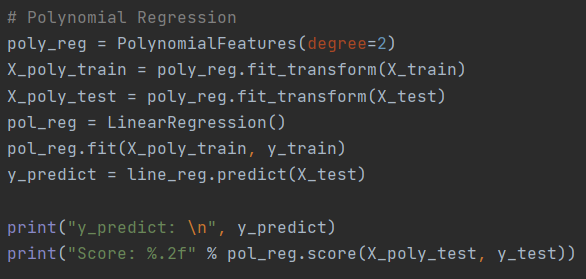 # Polynomial Regression
poly_reg = PolynomialFeatures(degree=2)
X_poly_train = poly_reg.fit_transform(X_train)
X_poly_test = poly_reg.fit_transform(X_test)
pol_reg = LinearRegression()
pol_reg.fit(X_poly_train, y_train)
y_predict = line_reg.predict(X_test)
print("y_predict: \n", y_predict)
print("Score: %.2f" % pol_reg.score(X_poly_test, y_test))